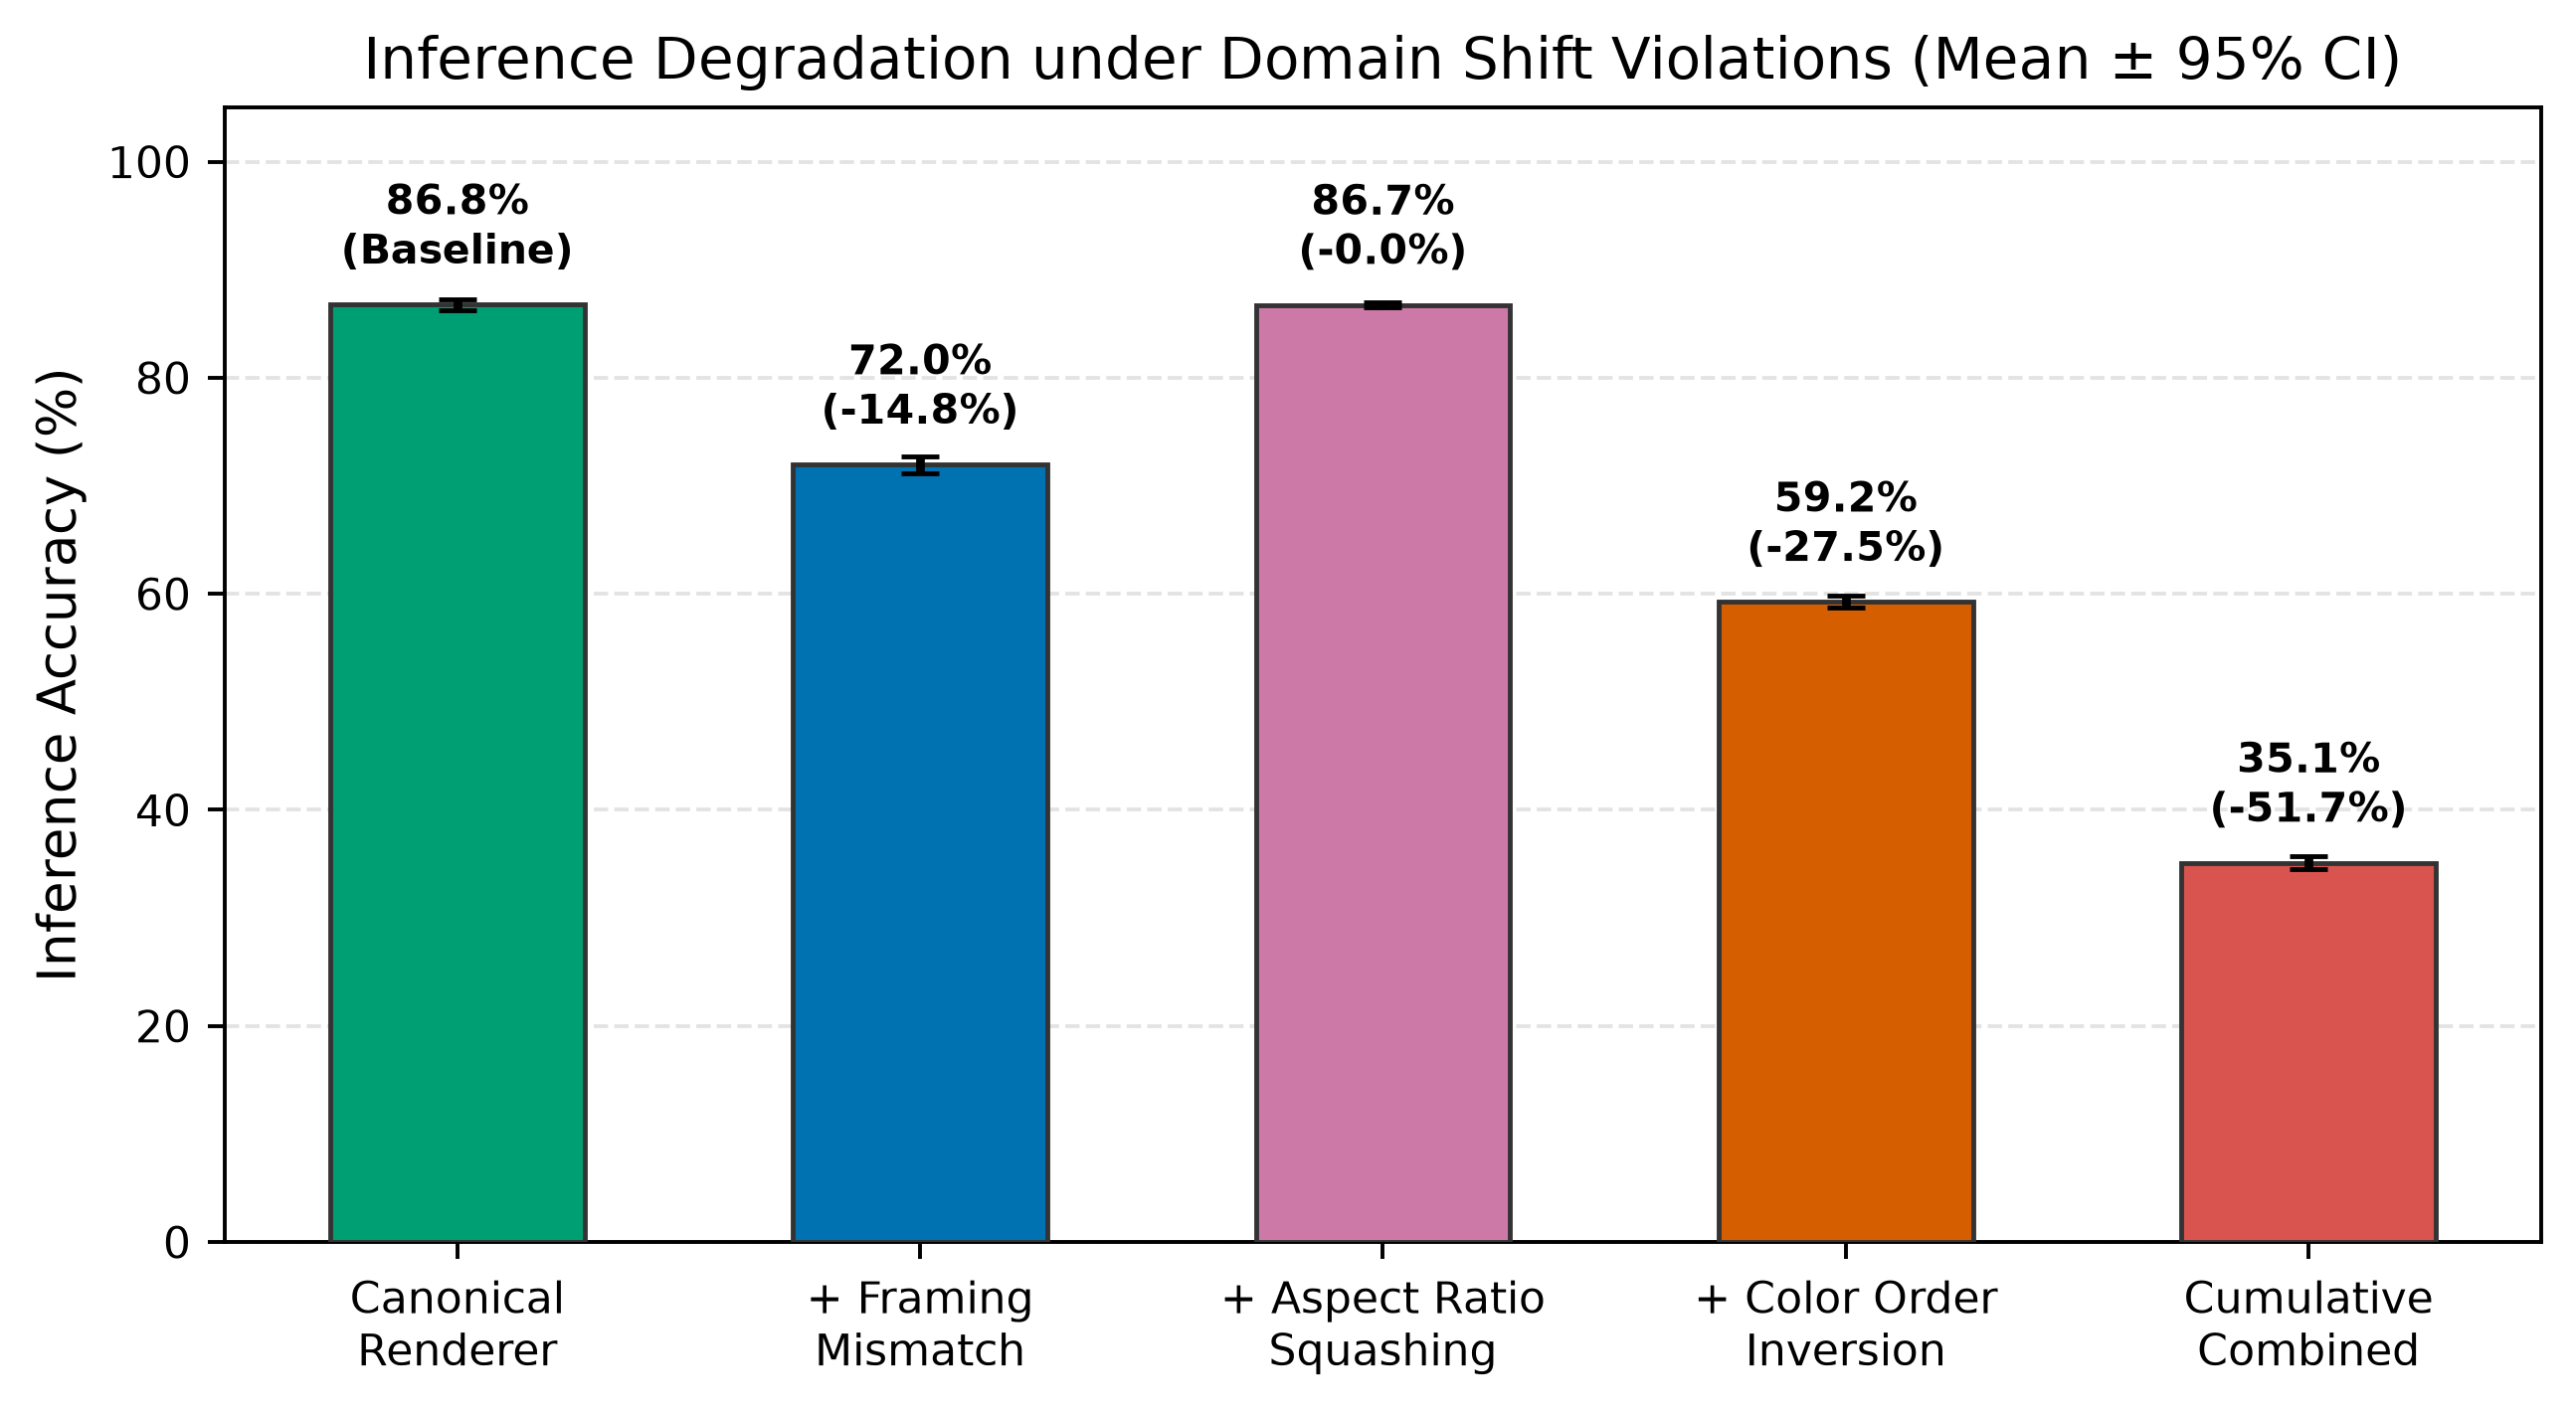 Inference Degradation under Domain Shift Violations (Mean ± 95% CI)
Inference Accuracy (%)
100
80
60
40
20
0
86.8%
(Baseline)
72.0%
(-14.8%)
86.7%
(-0.0%)
59.2%
(-27.5%)
35.1%
(-51.7%)
Canonical
Renderer
+ Framing
Mismatch
+ Aspect Ratio
Squashing
+ Color Order
Inversion
Cumulative
Combined